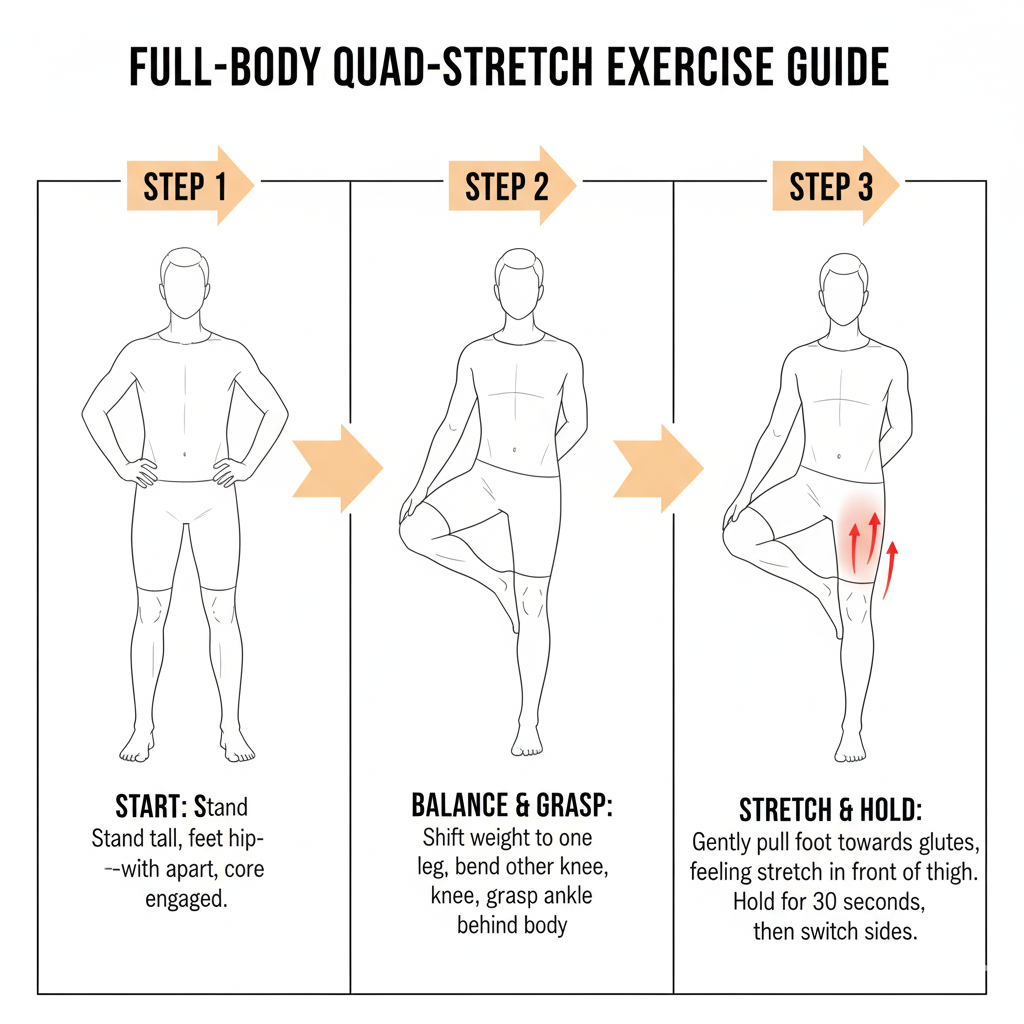 FULL-BODY QUAD-STRETCH EXERCISE GUIDE
STEP 1
STEP 2
STEP 3
START: Stand
Stand tall, feet hip-
--with apart, core
engaged.
BALANCE & GRASP:
Shift weight to one
leg, bend other knee,
knee, grasp ankle
behind body
STRETCH & HOLD:
Gently pull foot towards glutes,
feeling stretch in front of thigh.
Hold for 30 seconds,
then switch sides.